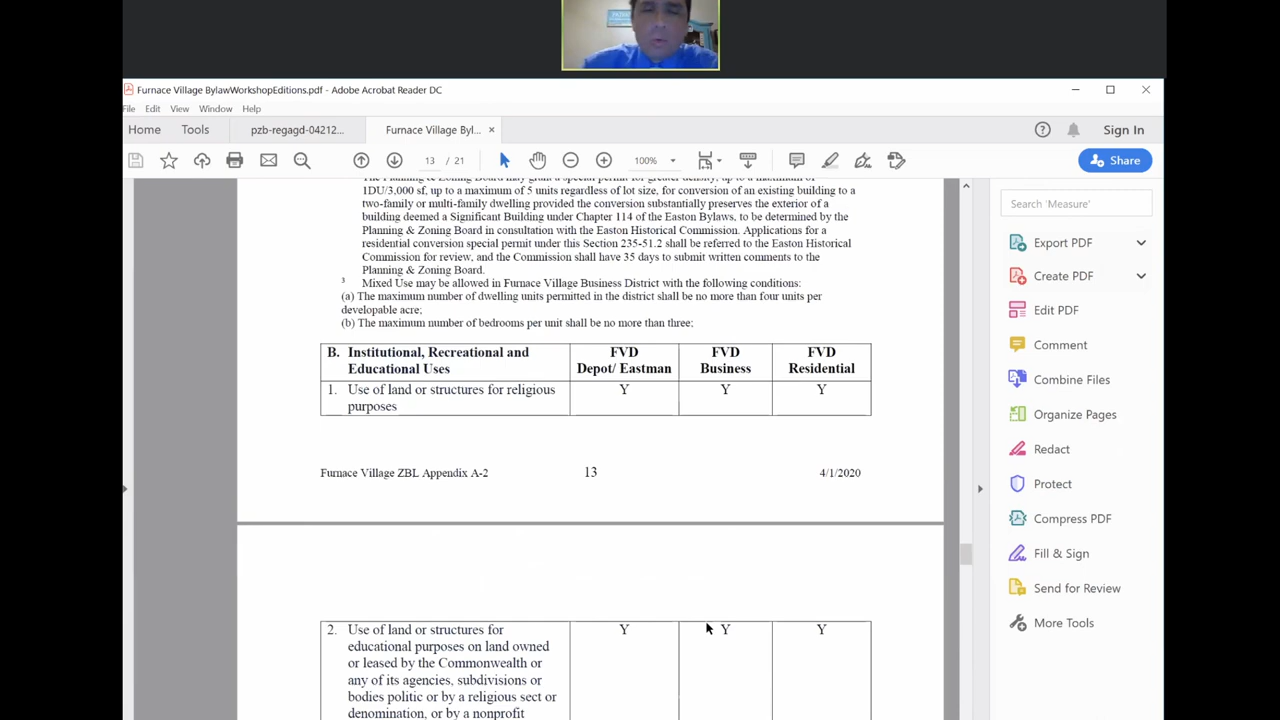 Furnace Village BylawWorkshopEditions.pdf - Adobe Acrobat Reader DC
File Edit View Window Help
Home Tools pzb-regagd-04212... Furnace Village Byl... × Sign In
13 / 21 100% Share
The Planning & Zoning Board may grant a special permit for greater density, up to a maximum of
1DU/3,000 sf, up to a maximum of 5 units regardless of lot size, for conversion of an existing building to a
two-family or multi-family dwelling provided the conversion substantially preserves the exterior of a
building deemed a Significant Building under Chapter 114 of the Easton Bylaws, to be determined by the
Planning & Zoning Board in consultation with the Easton Historical Commission. Applications for a
residential conversion special permit under this Section 235-51.2 shall be referred to the Easton Historical
Commission for review, and the Commission shall have 35 days to submit written comments to the
Planning & Zoning Board.
3 Mixed Use may be allowed in Furnace Village Business District with the following conditions:
(a) The maximum number of dwelling units permitted in the district shall be no more than four units per
developable acre;
(b) The maximum number of bedrooms per unit shall be no more than three;
B. Institutional, Recreational and FVD FVD FVD
Educational Uses Depot/ Eastman Business Residential
1. Use of land or structures for religious Y Y Y
purposes
Furnace Village ZBL Appendix A-2 13 4/1/2020
2. Use of land or structures for Y Y Y
educational purposes on land owned
or leased by the Commonwealth or
any of its agencies, subdivisions or
bodies politic or by a religious sect or
denomination, or by a nonprofit
Search 'Measure'
Export PDF
Create PDF
Edit PDF
Comment
Combine Files
Organize Pages
Redact
Protect
Compress PDF
Fill & Sign
Send for Review
More Tools